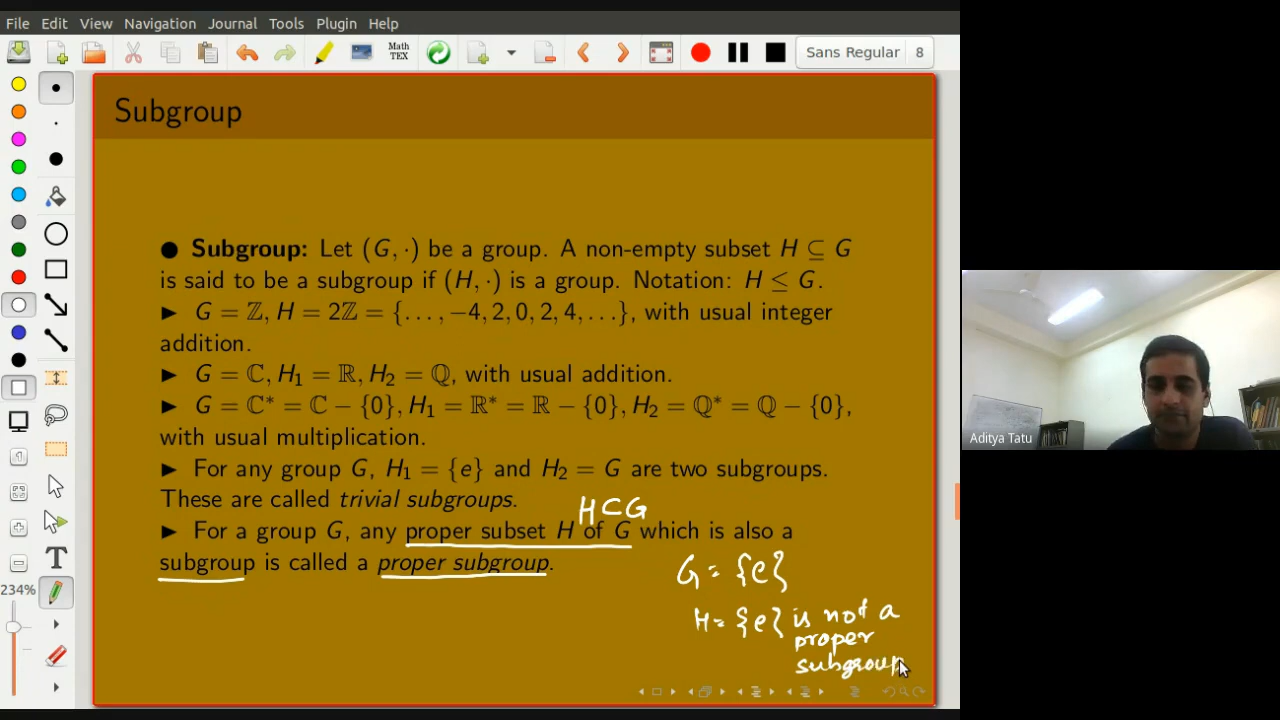 File Edit View Navigation Journal Tools Plugin Help
Math TEX Sans Regular 8
Subgroup
● Subgroup: Let (G, ·) be a group. A non-empty subset H ⊆ G
is said to be a subgroup if (H, ·) is a group. Notation: H ≤ G.
► G = ℤ, H = 2ℤ = {..., −4, 2, 0, 2, 4, ...}, with usual integer
addition.
► G = ℂ, H₁ = ℝ, H₂ = ℚ, with usual addition.
► G = ℂ* = ℂ − {0}, H₁ = ℝ* = ℝ − {0}, H₂ = ℚ* = ℚ − {0},
with usual multiplication.
► For any group G, H₁ = {e} and H₂ = G are two subgroups.
These are called trivial subgroups.
H ⊂ G
► For a group G, any proper subset H of G which is also a
subgroup is called a proper subgroup.
G = {e}
H = {e} is not a
proper
subgroup
234%
T
Aditya Tatu